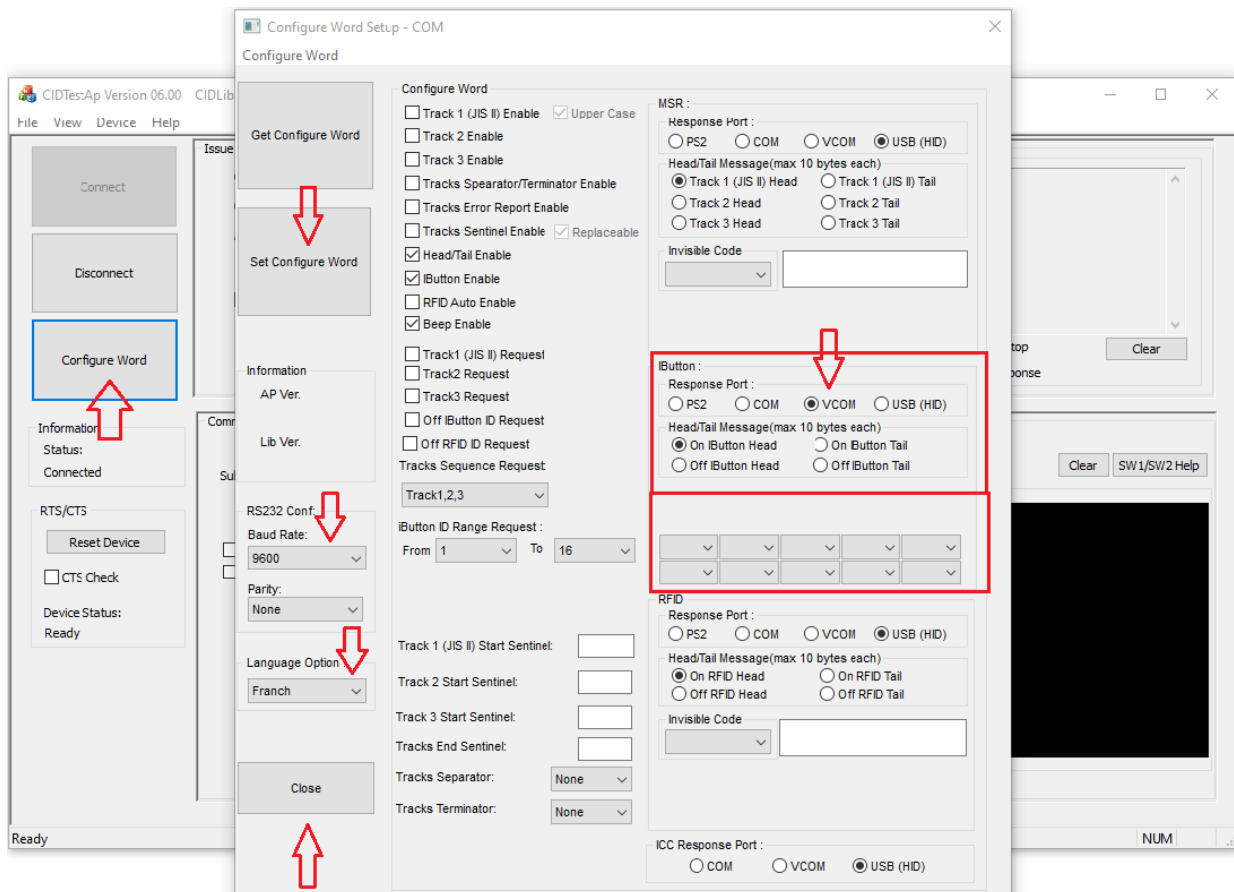 Configure Word Setup - COM
Configure Word
CIDTestAp Version 06.00 CIDLib
File View Device Help
Connect
Disconnect
Configure Word
Information
Status:
Connected
RTS/CTS
Reset Device
CTS Check
Device Status:
Ready
Ready
Issue
Comm
Sul
Get Configure Word
Set Configure Word
Information
AP Ver.
Lib Ver.
RS232 Conf:
Baud Rate:
9600
Parity:
None
Language Option :
Franch
Close
Configure Word
Track 1 (JIS II) Enable Upper Case
Track 2 Enable
Track 3 Enable
Tracks Spearator/Terminator Enable
Tracks Error Report Enable
Tracks Sentinel Enable Replaceable
Head/Tail Enable
IButton Enable
RFID Auto Enable
Beep Enable
Track1 (JIS II) Request
Track2 Request
Track3 Request
Off IButton ID Request
Off RFID ID Request
Tracks Sequence Request
Track1,2,3
iButton ID Range Request :
From 1 To 16
Track 1 (JIS II) Start Sentinel:
Track 2 Start Sentinel:
Track 3 Start Sentinel:
Tracks End Sentinel:
Tracks Separator: None
Tracks Terminator: None
MSR :
Response Port :
PS2 COM VCOM USB (HID)
Head/Tail Message(max 10 bytes each)
Track 1 (JIS II) Head Track 1 (JIS II) Tail
Track 2 Head Track 2 Tail
Track 3 Head Track 3 Tail
Invisible Code
IButton :
Response Port :
PS2 COM VCOM USB (HID)
Head/Tail Message(max 10 bytes each)
On IButton Head On IButton Tail
Off IButton Head Off IButton Tail
RFID
Response Port :
PS2 COM VCOM USB (HID)
Head/Tail Message(max 10 bytes each)
On RFID Head On RFID Tail
Off RFID Head Off RFID Tail
Invisible Code
ICC Response Port :
COM VCOM USB (HID)
top
Clear
ponse
Clear SW1/SW2 Help
NUM